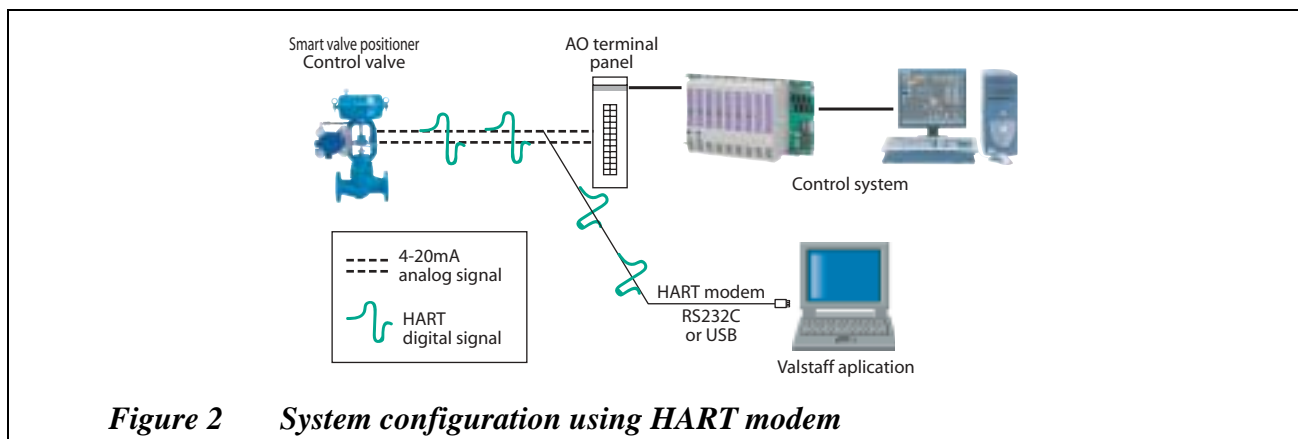 Smart valve positioner
Control valve
AO terminal
panel
Control system
4-20mA
analog signal
HART
digital signal
HART modem
RS232C
or USB
Valstaff aplication
Figure 2 System configuration using HART modem